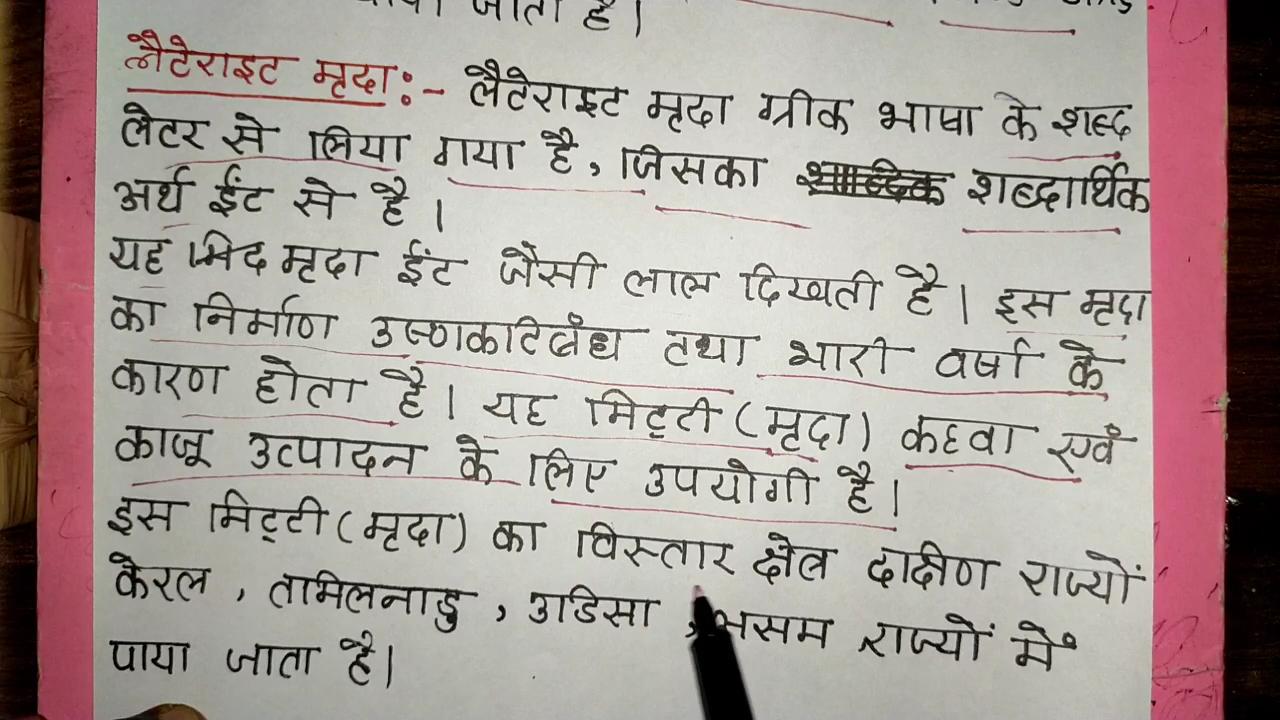 जाता है।
लैटेराइट मृदा:- लैटेराइट मृदा ग्रीक भाषा के शब्द
लेटर से लिया गया है, जिसका शाब्दिक शब्दार्थिक
अर्थ ईंट से है।
यह मिद मृदा ईंट जैसी लाल दिखती है। इस मृदा
का निर्माण उष्णकटिबंध तथा भारी वर्षा के
कारण होता है। यह मिट्टी (मृदा) कहवा एवं
काजू उत्पादन के लिए उपयोगी है।
इस मिट्टी (मृदा) का विस्तार क्षेत्र दक्षिण राज्यों
केरल, तामिलनाडु, उडिसा, असम राज्यों में
पाया जाता है।